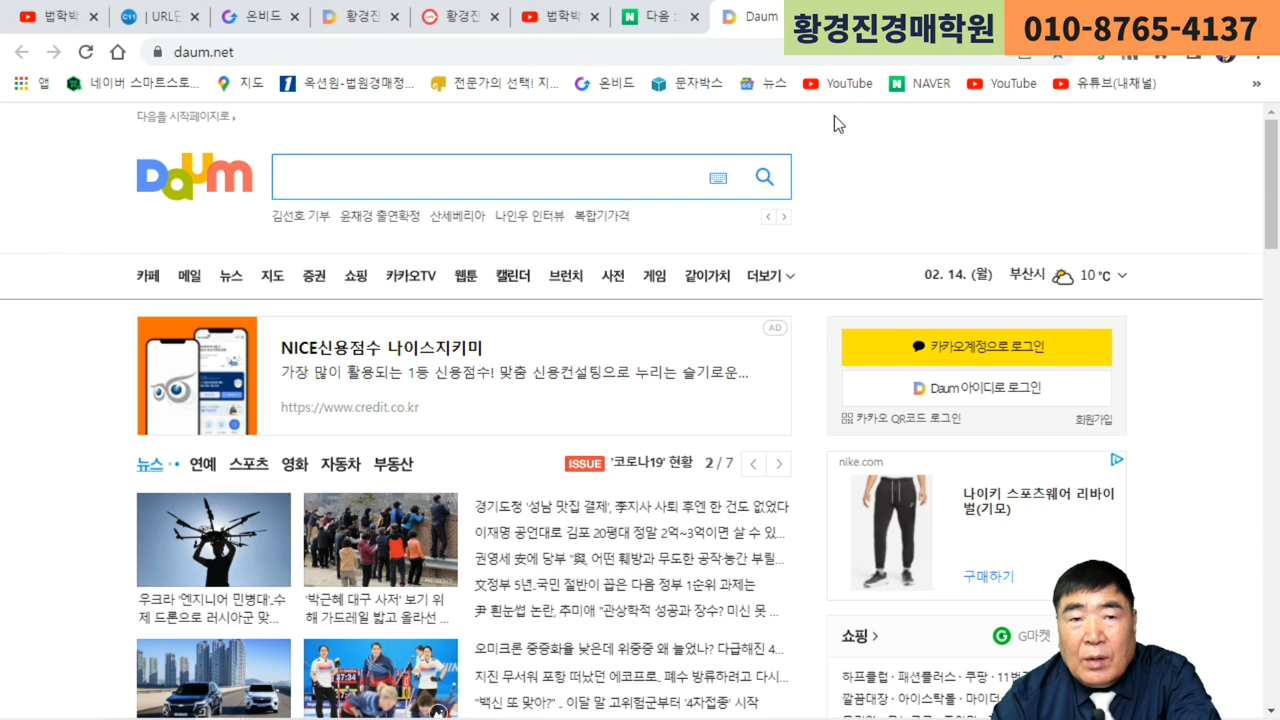 법학박
| URL단
온비드
황경진
황경진
법학박
다음 :
Daum
황경진경매학원 010-8765-4137
daum.net
앱 네이버 스마트스토... 지도 옥션원-법원경매정... 전문가의 선택! 지... 온비드 문자박스 뉴스 YouTube NAVER YouTube 유튜브(내채널) »
다음을 시작페이지로
Daum
김선호 기부 윤재경 출연확정 산세베리아 나인우 인터뷰 복합기가격
카페 메일 뉴스 지도 증권 쇼핑 카카오TV 웹툰 캘린더 브런치 사전 게임 같이가치 더보기
02. 14. (월) 부산시 10 ℃
AD
NICE신용점수 나이스지키미
가장 많이 활용되는 1등 신용점수! 맞춤 신용컨설팅으로 누리는 슬기로운...
https://www.credit.co.kr
카카오계정으로 로그인
Daum 아이디로 로그인
카카오 QR코드 로그인 회원가입
뉴스 연예 스포츠 영화 자동차 부동산
ISSUE '코로나19' 현황 2 / 7
nike.com
나이키 스포츠웨어 리바이
벌(기모)
구매하기
우크라 '엔지니어 민병대'..수
제 드론으로 러시아군 맞...
'박근혜 대구 사저' 보기 위
해 가드레일 밟고 올라선 ...
경기도청 '성남 맛집 결제', 李지사 사퇴 후엔 한 건도 없었다
이재명 공언대로 김포 20평대 정말 2억~3억이면 살 수 있...
권영세 安에 당부 "與, 어떤 훼방과 무도한 공작·농간 부릴...
文정부 5년..국민 절반이 꼽은 다음 정부 1순위 과제는
尹 흰눈썹 논란, 추미애 "관상학적 성공과 장수? 미신 못 ...
오미크론 중증화율 낮은데 위중증 왜 늘었나? 다급해진 4...
지진 무서워 포항 떠났던 에코프로.. 폐수 방류하려고 다시...
"백신 또 맞아?" .. 이달 말 고위험군부터 '4차접종' 시작
47:34
쇼핑 G마켓
하프클럽 · 패션플러스 · 쿠팡 · 11번
깔끔대장 · 아이스탁몰 · 마이더